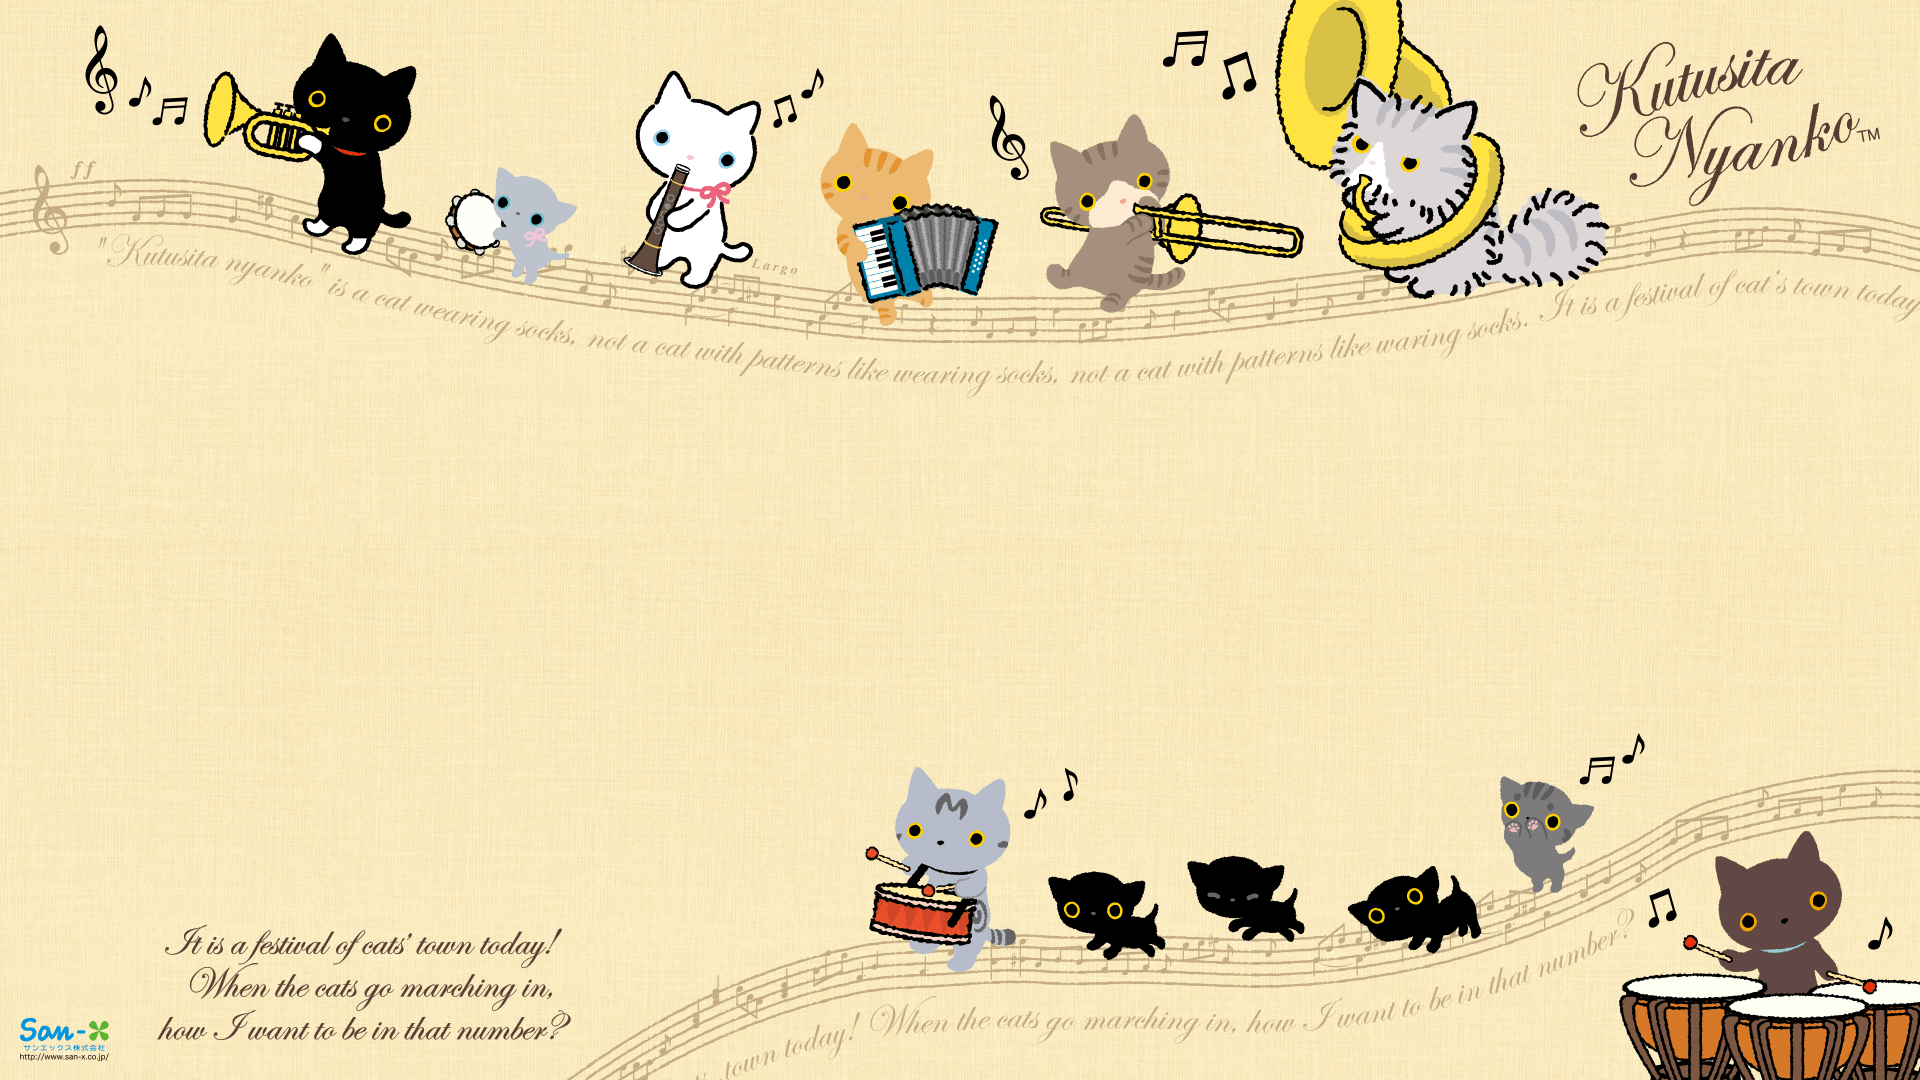 Kutusita
Nyanko™
ff
Largo
"Kutusita nyanko" is a cat wearing socks, not a cat with patterns like wearing socks, not a cat with patterns like waring socks. It is a festival of cat's town today
It is a festival of cats' town today!
When the cats go marching in,
how I want to be in that number?
town today! When the cats go marching in, how I want to be in that number?
San-X
サンエックス株式会社
http://www.san-x.co.jp/